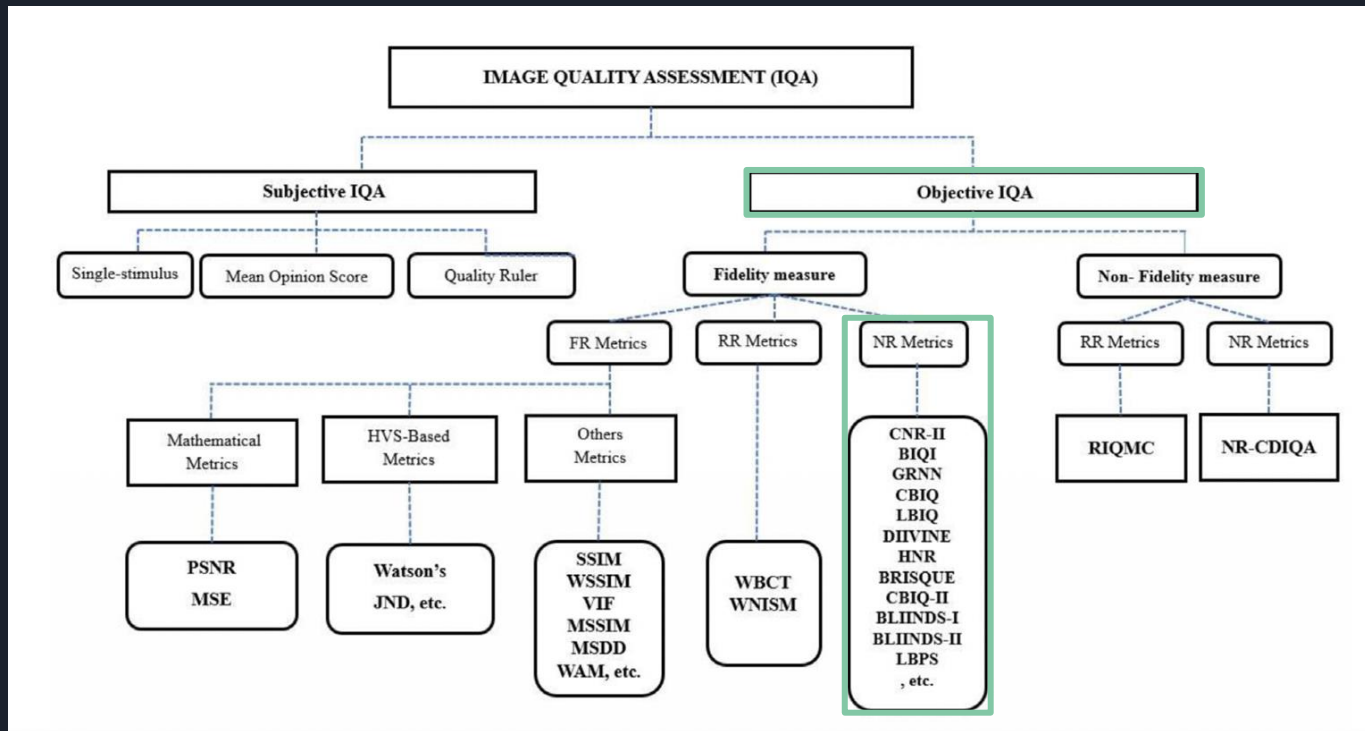 IMAGE QUALITY ASSESSMENT (IQA)
Subjective IQA
Objective IQA
Single-stimulus
Mean Opinion Score
Quality Ruler
Fidelity measure
Non- Fidelity measure
FR Metrics
RR Metrics
NR Metrics
RR Metrics
NR Metrics
Mathematical
Metrics
HVS-Based
Metrics
Others
Metrics
CNR-II
BIQI
GRNN
CBIQ
LBIQ
DIIVINE
HNR
BRISQUE
CBIQ-II
BLIINDS-I
BLIINDS-II
LBPS
, etc.
RIQMC
NR-CDIQA
PSNR
MSE
Watson's
JND, etc.
SSIM
WSSIM
VIF
MSSIM
MSDD
WAM, etc.
WBCT
WNISM